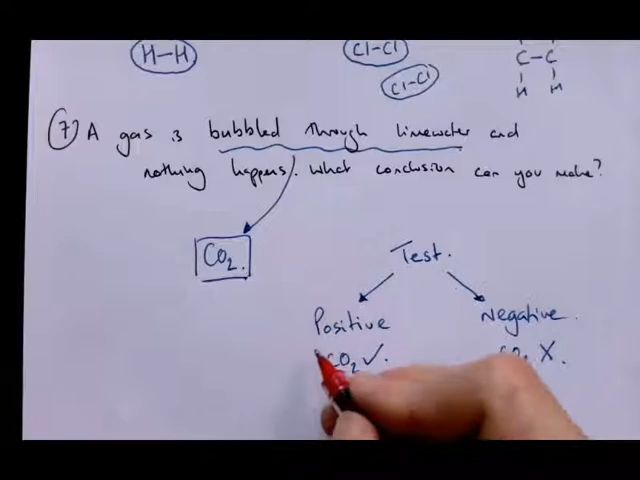 H-H Cl-Cl
Cl-Cl
C-C
H H
7 A gas is bubbled through limewater and
nothing happens. What conclusion can you make?
CO2.
Test.
Positive Negative.
CO2 ✓. X.